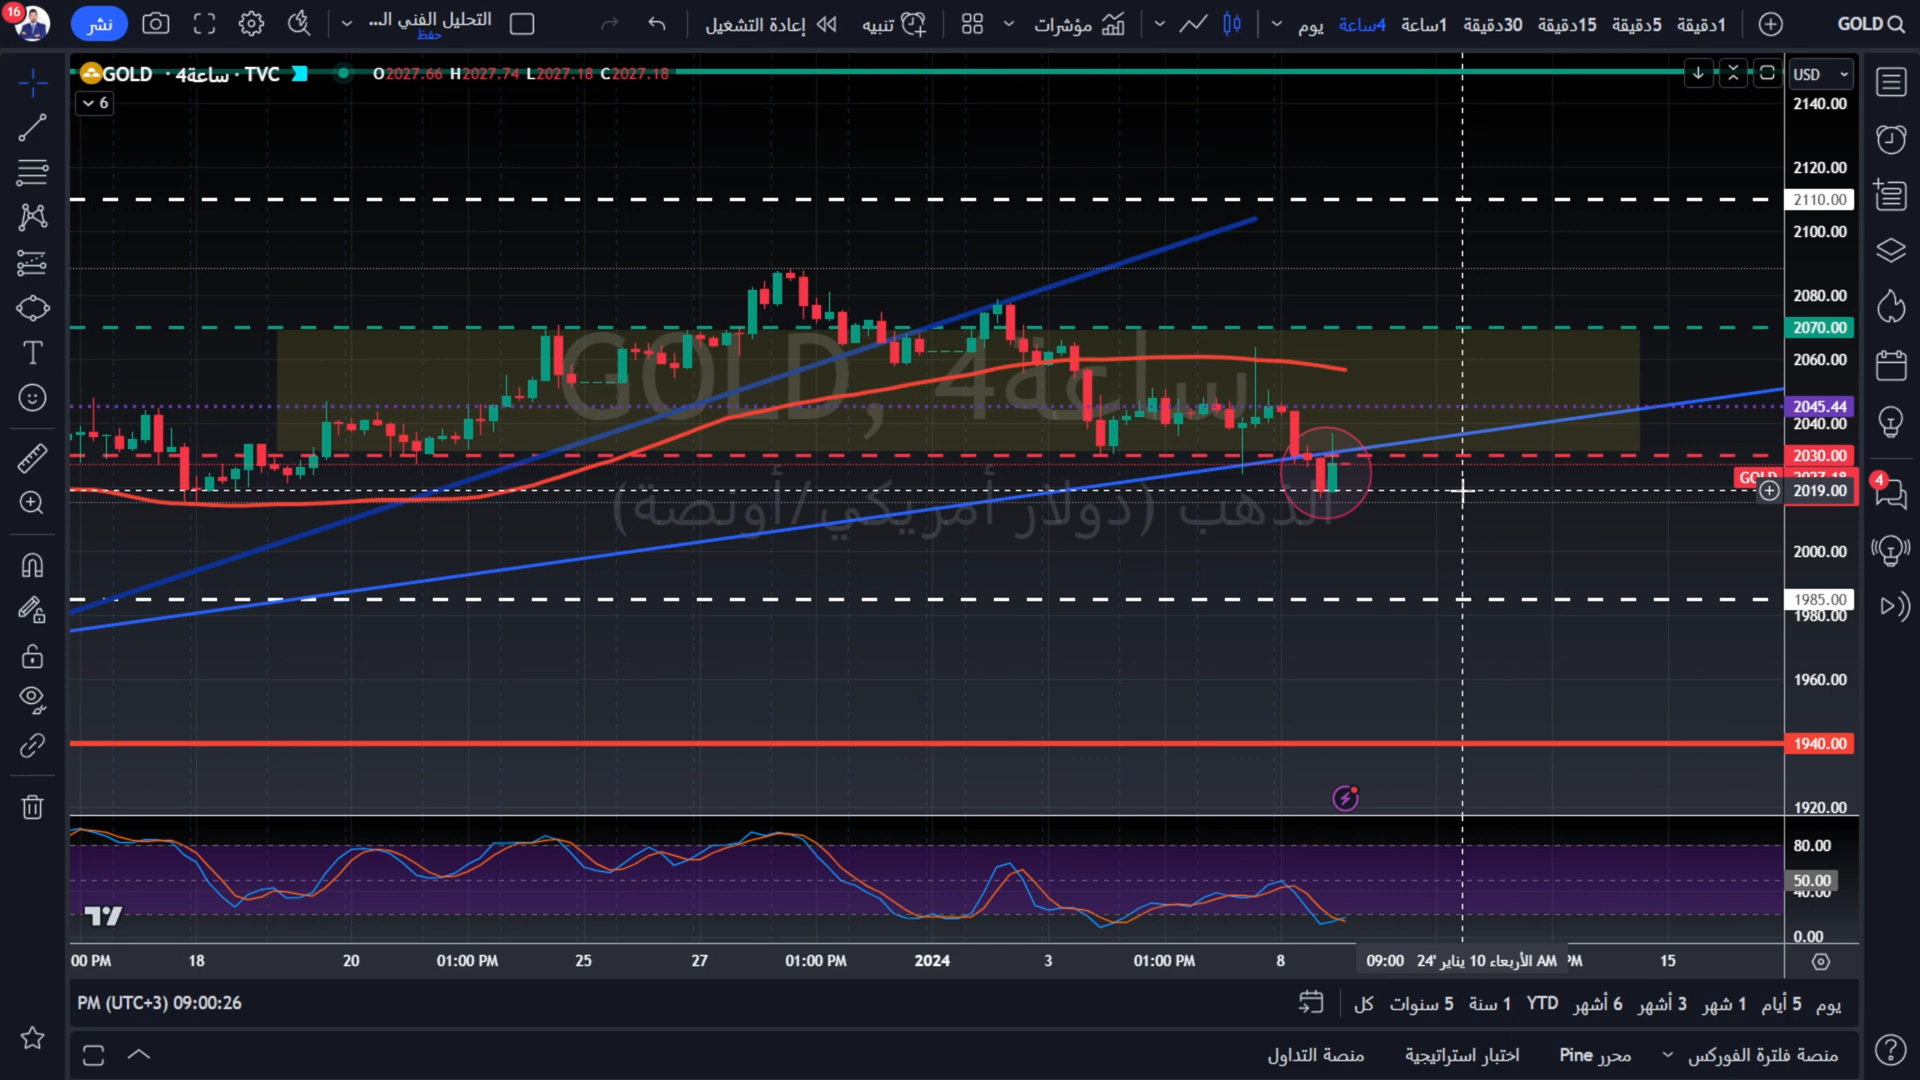 16
نشر
التحليل الفني الـ...
حفظ
إعادة التشغيل
تنبيه
مؤشرات
يوم
4ساعة
1ساعة
30دقيقة
15دقيقة
5دقيقة
1دقيقة
GOLD
GOLD · 4ساعة · TVC
O2027.66 H2027.74 L2027.18 C2027.18
6
USD
2140.00
2120.00
2110.00
2100.00
2080.00
2070.00
2060.00
2045.44
2040.00
2030.00
2019.00
2000.00
1985.00
1980.00
1960.00
1940.00
1920.00
GOLD, 4ساعة
الذهب (دولار أمريكي/أونصة)
4
80.00
50.00
0.00
00 PM
18
20
01:00 PM
25
27
01:00 PM
2024
3
01:00 PM
8
الأربعاء 10 يناير '24 09:00 AM
15
09:00:26 PM (UTC+3)
يوم
5 أيام
1 شهر
3 أشهر
6 أشهر
YTD
1 سنة
5 سنوات
كل
منصة فلترة الفوركس
محرر Pine
اختبار استراتيجية
منصة التداول